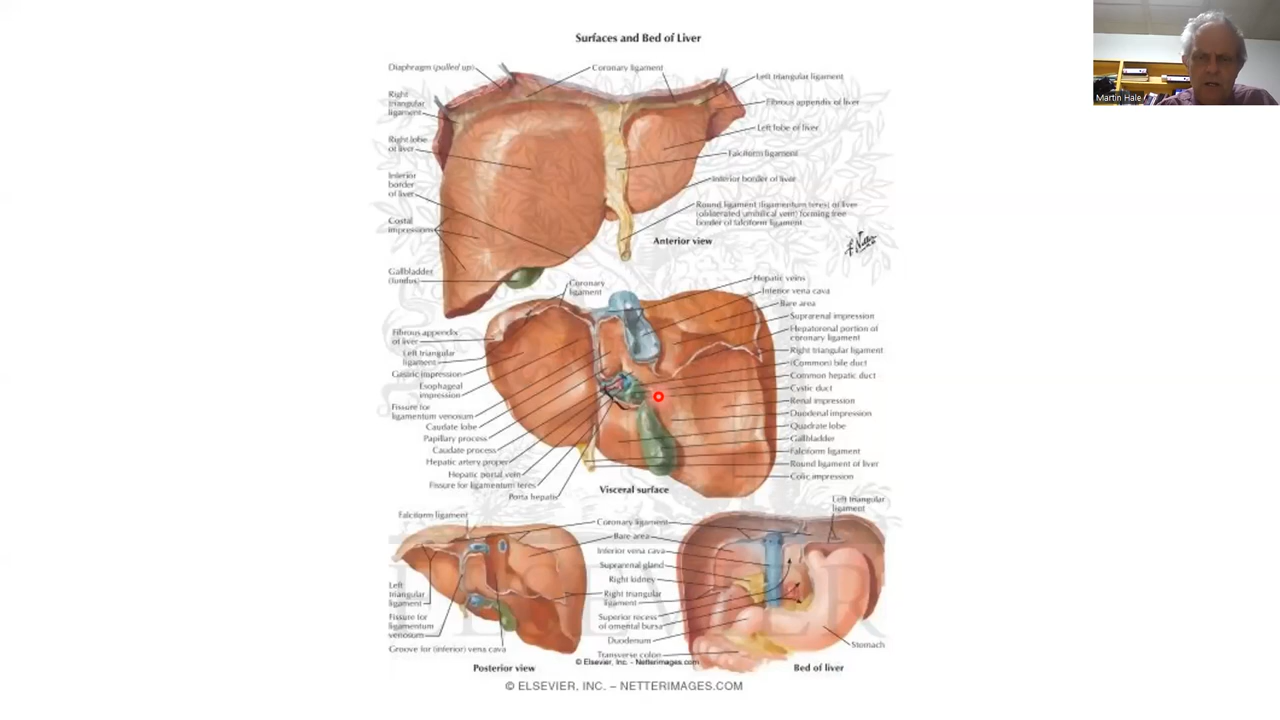 Surfaces and Bed of Liver
Diaphragm (pulled up)
Coronary ligament
Left triangular ligament
Right
triangular
ligament
Fibrous appendix of liver
Left lobe of liver
Right lobe
of liver
Falciform ligament
Inferior
border
of liver
Inferior border of liver
Costal
impressions
Round ligament (ligamentum teres) of liver
(obliterated umbilical vein) forming free
border of falciform ligament
Anterior view
F. Netter
Gallbladder
(fundus)
Coronary
ligament
Hepatic veins
Inferior vena cava
Bare area
Suprarenal impression
Hepatorenal portion of
coronary ligament
Right triangular ligament
(Common) bile duct
Common hepatic duct
Cystic duct
Renal impression
Duodenal impression
Quadrate lobe
Gallbladder
Falciform ligament
Round ligament of liver
Colic impression
Fibrous appendix
of liver
Left triangular
ligament
Gastric impression
Esophageal
impression
Fissure for
ligamentum venosum
Caudate lobe
Papillary process
Caudate process
Hepatic artery proper
Hepatic portal vein
Fissure for ligamentum teres
Porta hepatis
Visceral surface
Falciform ligament
Left
triangular
ligament
Fissure for
ligamentum
venosum
Groove for (inferior) vena cava
Posterior view
Coronary ligament
Bare area
Inferior vena cava
Suprarenal gland
Right kidney
Right triangular
ligament
Superior recess
of omental bursa
Duodenum
Transverse colon
Left triangular
ligament
Stomach
Bed of liver
© Elsevier, Inc. - Netterimages.com
© ELSEVIER, INC. – NETTERIMAGES.COM
ELSEVIER
Martin Hale